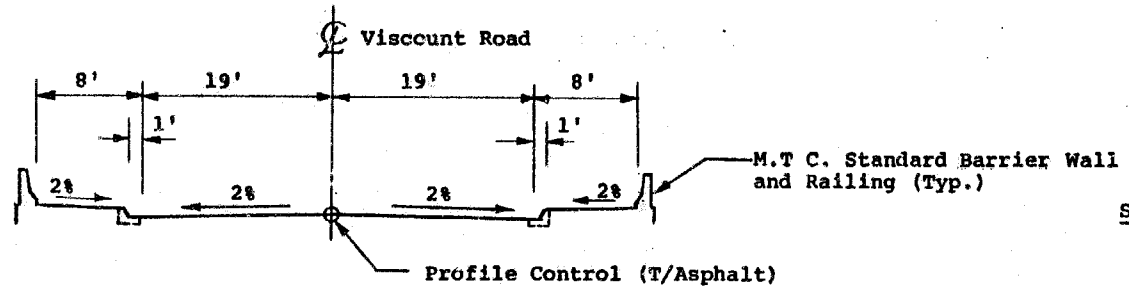 ℄ Visccunt Road
8' 19' 19' 8'
1' 1'
M.T C. Standard Barrier Wall
and Railing (Typ.)
2% 2% 2% 2%
S
Profile Control (T/Asphalt)